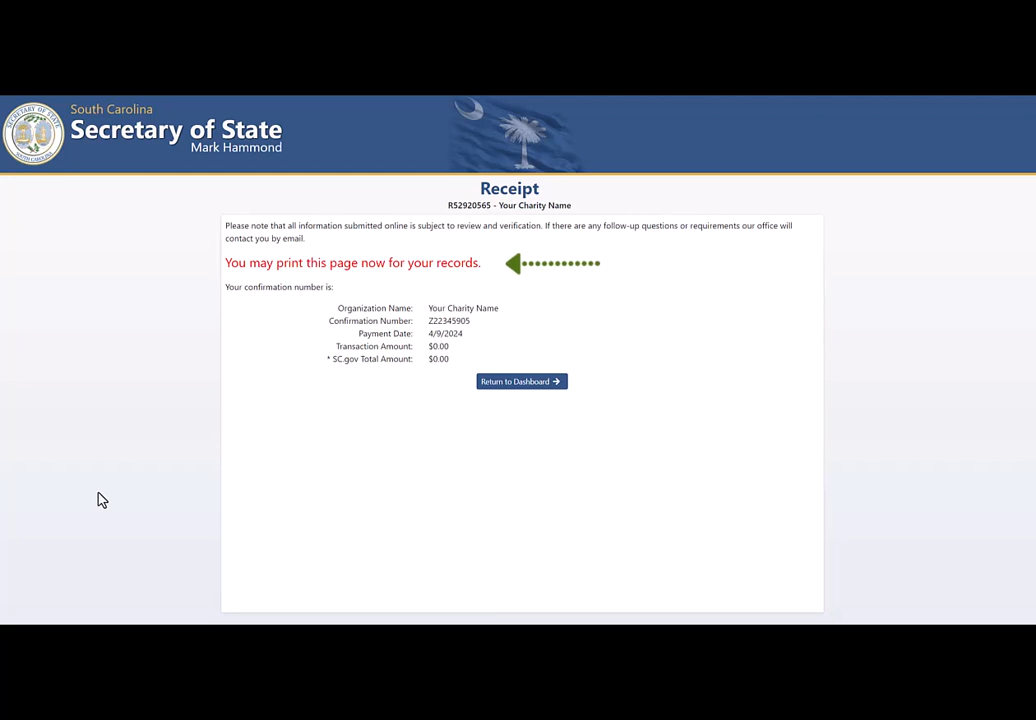 South Carolina
Secretary of State
Mark Hammond
Receipt
R52920565 - Your Charity Name
Please note that all information submitted online is subject to review and verification. If there are any follow-up questions or requirements our office will
contact you by email.
You may print this page now for your records.
Your confirmation number is:
Organization Name: Your Charity Name
Confirmation Number: Z22345905
Payment Date: 4/9/2024
Transaction Amount: $0.00
* SC.gov Total Amount: $0.00
Return to Dashboard